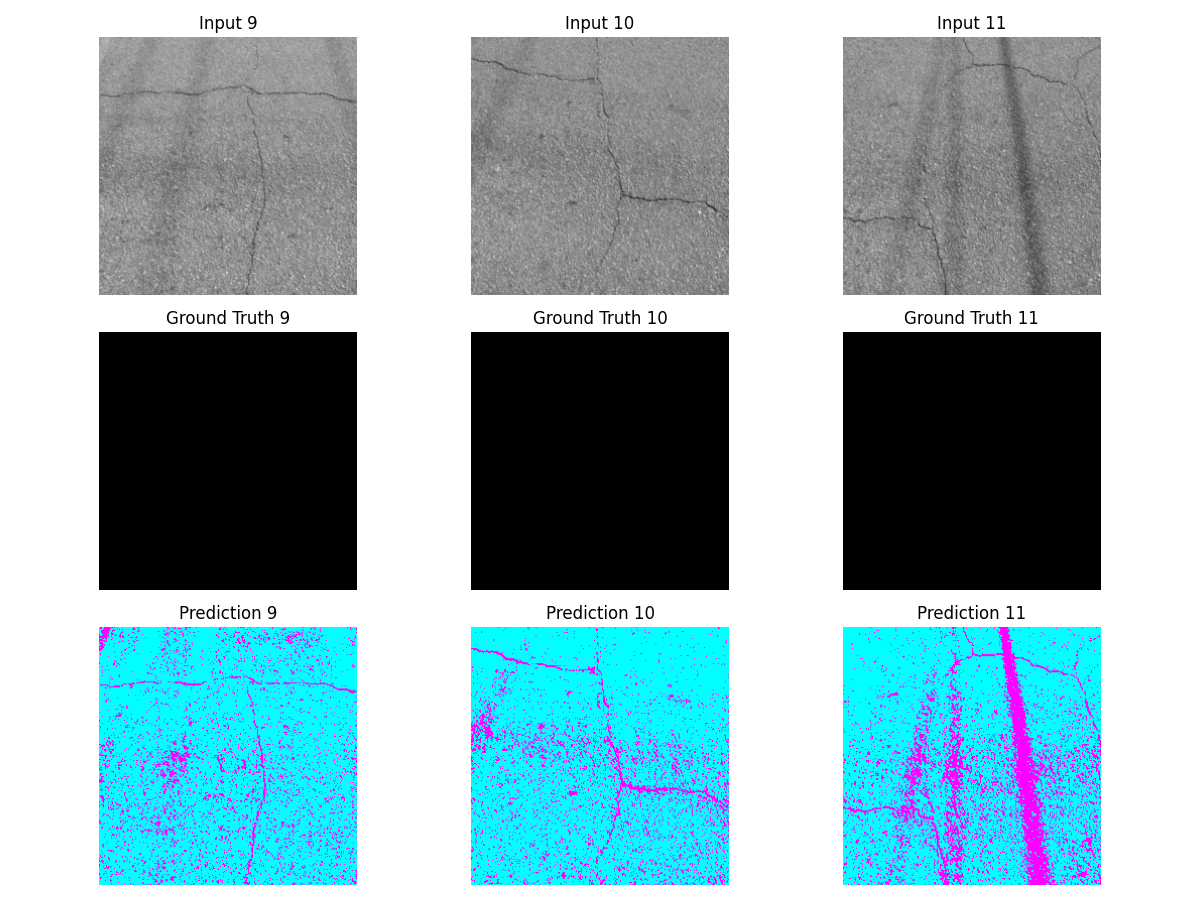 Input 9
Input 10
Input 11
Ground Truth 9
Ground Truth 10
Ground Truth 11
Prediction 9
Prediction 10
Prediction 11